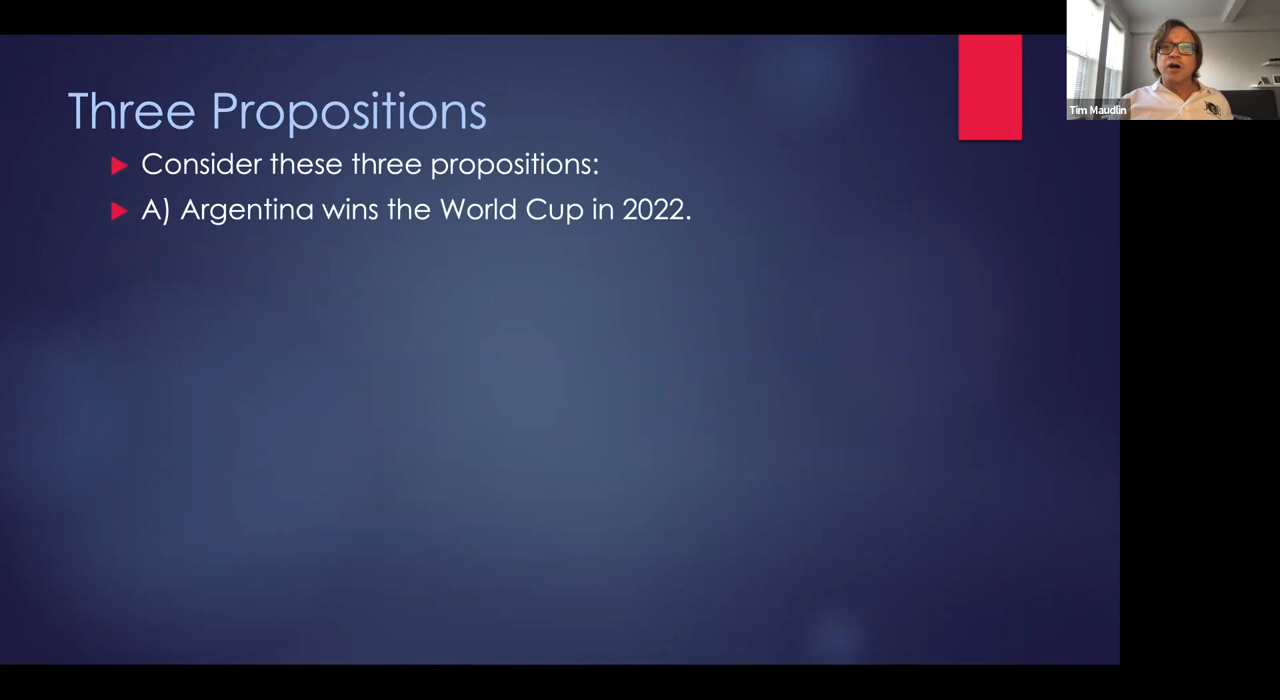 Three Propositions
Consider these three propositions:
A) Argentina wins the World Cup in 2022.
Tim Maudlin